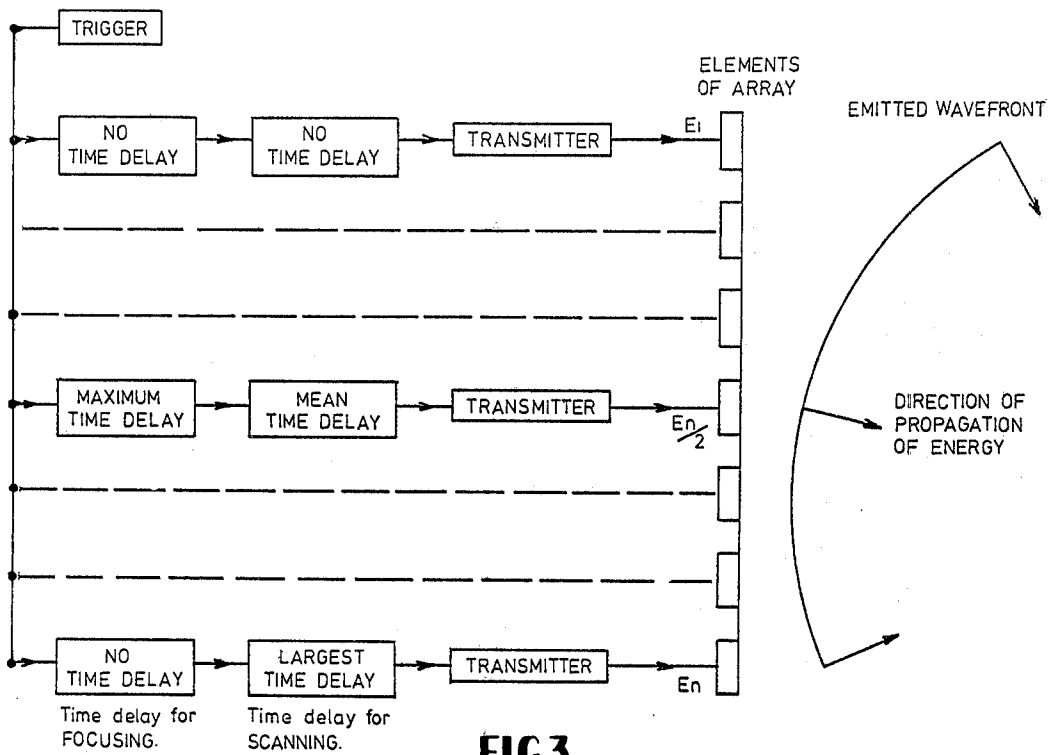 TRIGGER
ELEMENTS
OF ARRAY
EMITTED WAVEFRONT
NO
TIME DELAY
NO
TIME DELAY
TRANSMITTER
E1
MAXIMUM
TIME DELAY
MEAN
TIME DELAY
TRANSMITTER
En/2
DIRECTION OF
PROPAGATION
OF ENERGY
NO
TIME DELAY
LARGEST
TIME DELAY
TRANSMITTER
En
Time delay for
FOCUSING.
Time delay for
SCANNING.
FIG.3